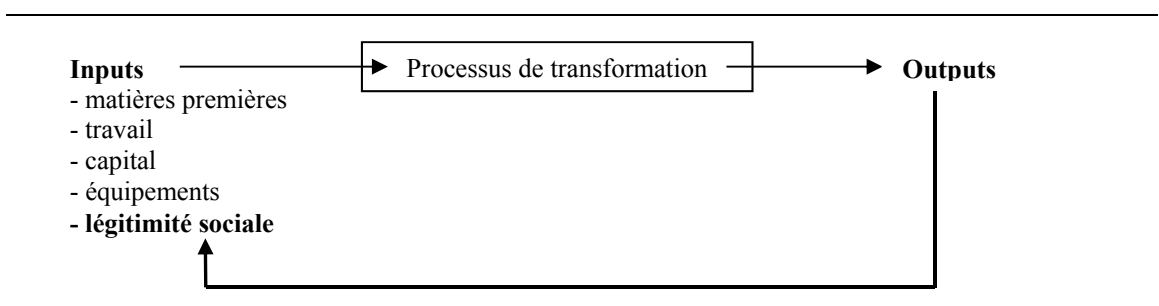 Inputs Processus de transformation Outputs
- matières premières
- travail
- capital
- équipements
- légitimité sociale